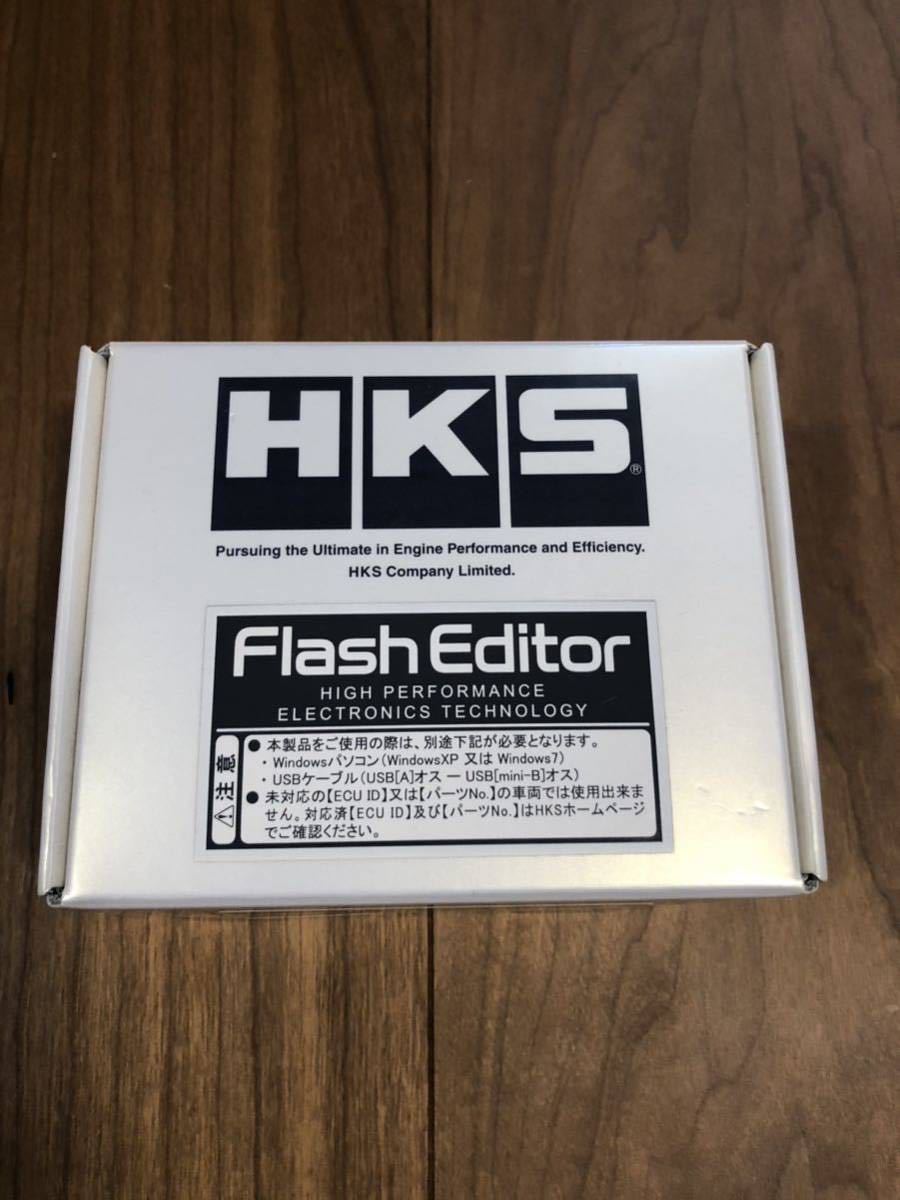 HKS®
Pursuing the Ultimate in Engine Performance and Efficiency.
HKS Company Limited.
Flash Editor
HIGH PERFORMANCE
ELECTRONICS TECHNOLOGY
⚠注意
● 本製品をご使用の際は、別途下記が必要となります。
・Windowsパソコン(WindowsXP 又は Windows7)
・USBケーブル(USB[A]オス ー USB[mini-B]オス)
● 未対応の【ECU ID】又は【パーツNo.】の車両では使用出来ま
せん。対応済【ECU ID】及び【パーツNo.】はHKSホームページ
でご確認ください。